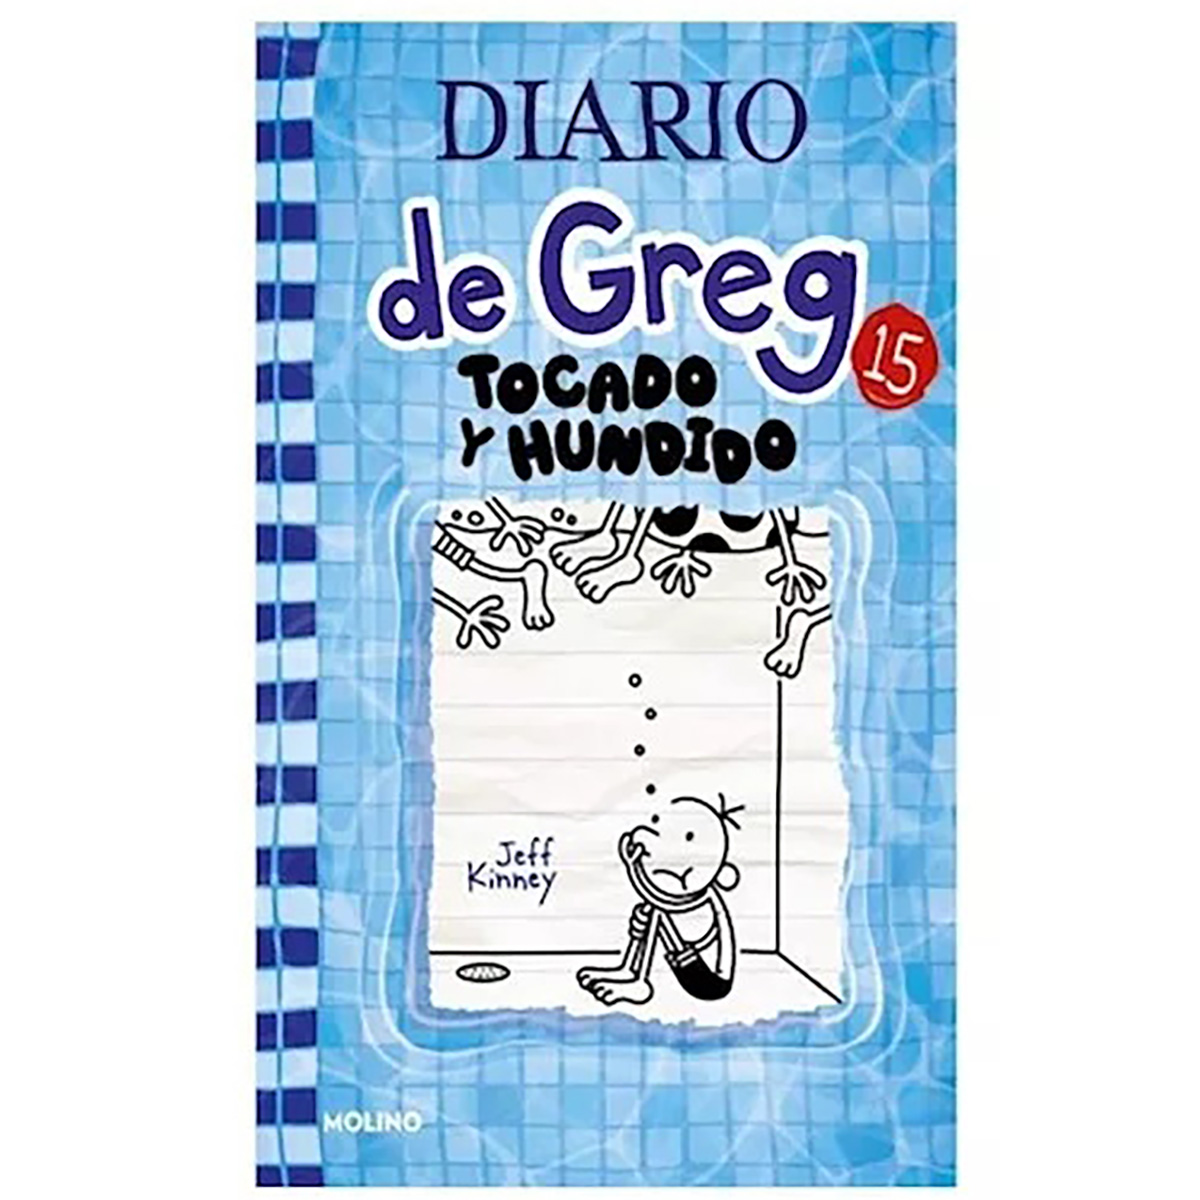 DIARIO
de Greg
15
TOCADO
Y HUNDIDO
Jeff
Kinney
MOLINO